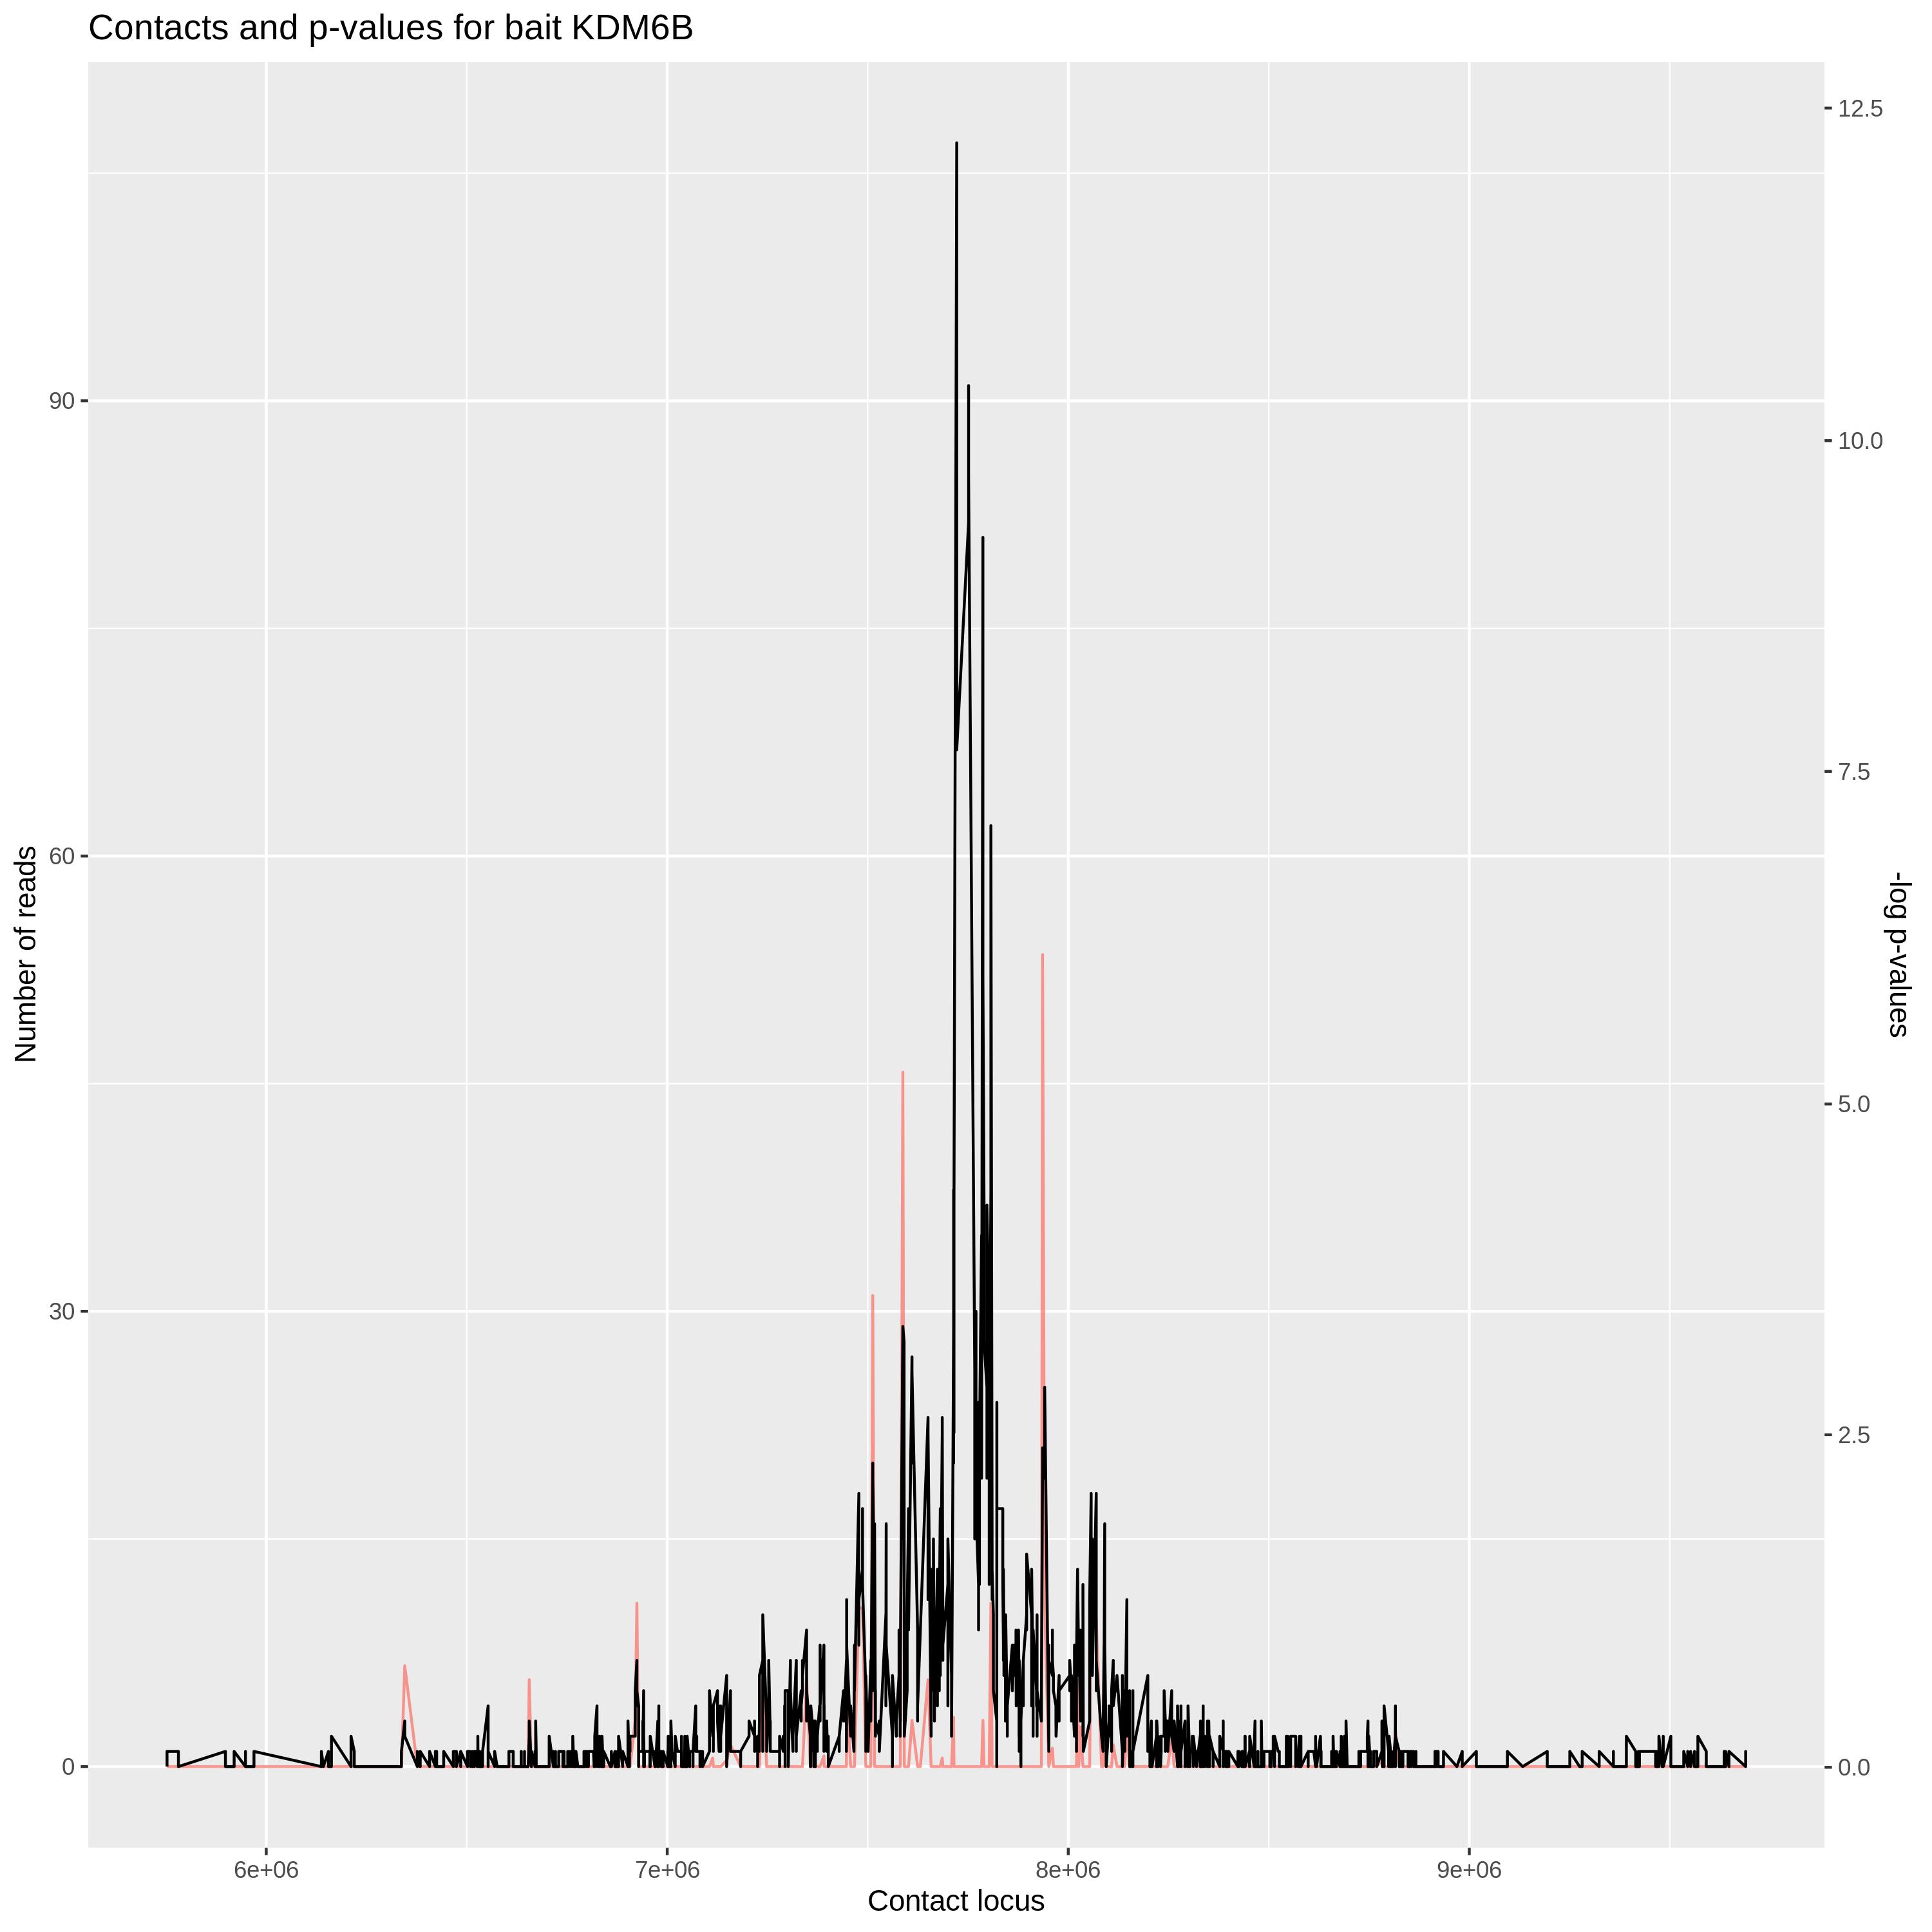 Contacts and p-values for bait KDM6B
Number of reads
90
60
30
0
12.5
10.0
7.5
5.0
2.5
0.0
-log p-values
6e+06
7e+06
8e+06
9e+06
Contact locus